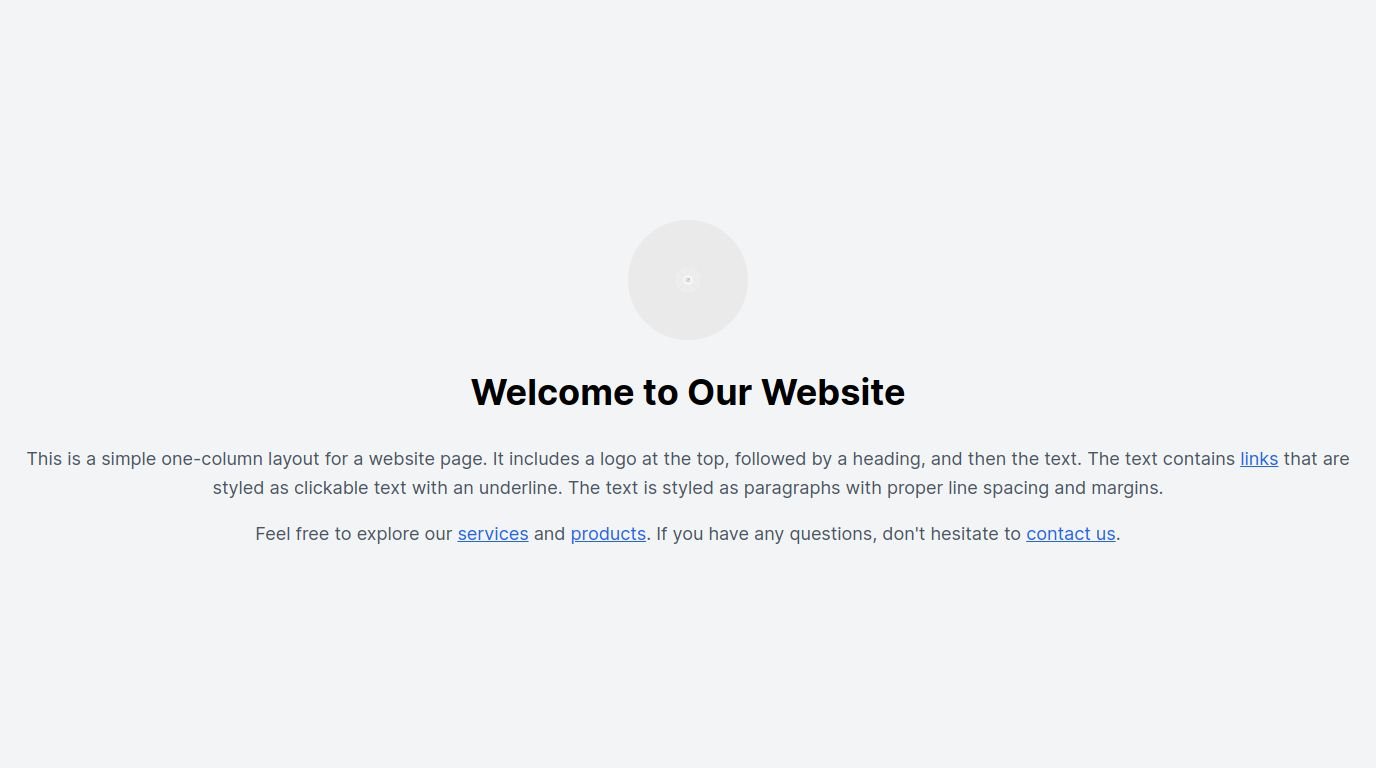 Welcome to Our Website
This is a simple one-column layout for a website page. It includes a logo at the top, followed by a heading, and then the text. The text contains links that are
styled as clickable text with an underline. The text is styled as paragraphs with proper line spacing and margins.
Feel free to explore our services and products. If you have any questions, don't hesitate to contact us.